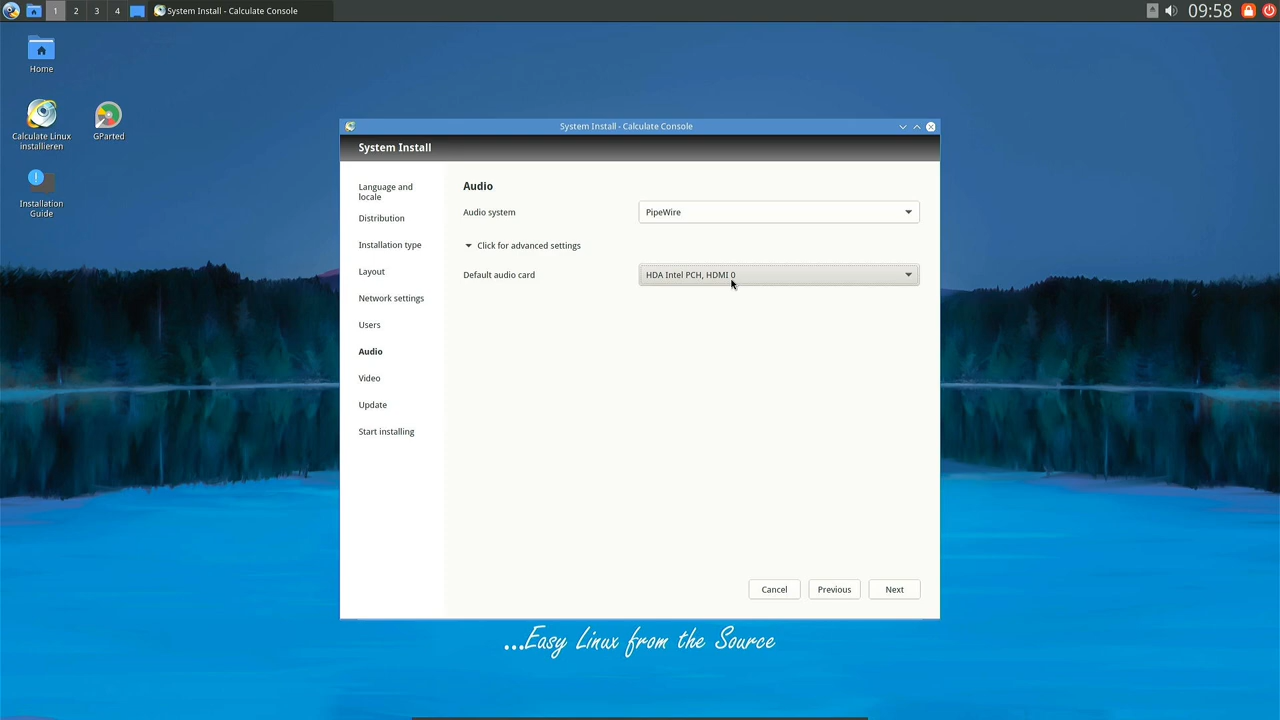 1 2 3 4 System Install - Calculate Console 09:58
Home
Calculate Linux
installieren
GParted
Installation
Guide
System Install - Calculate Console
System Install
Language and
locale
Distribution
Installation type
Layout
Network settings
Users
Audio
Video
Update
Start installing
Audio
Audio system PipeWire
Click for advanced settings
Default audio card HDA Intel PCH, HDMI 0
Cancel Previous Next
...Easy Linux from the Source